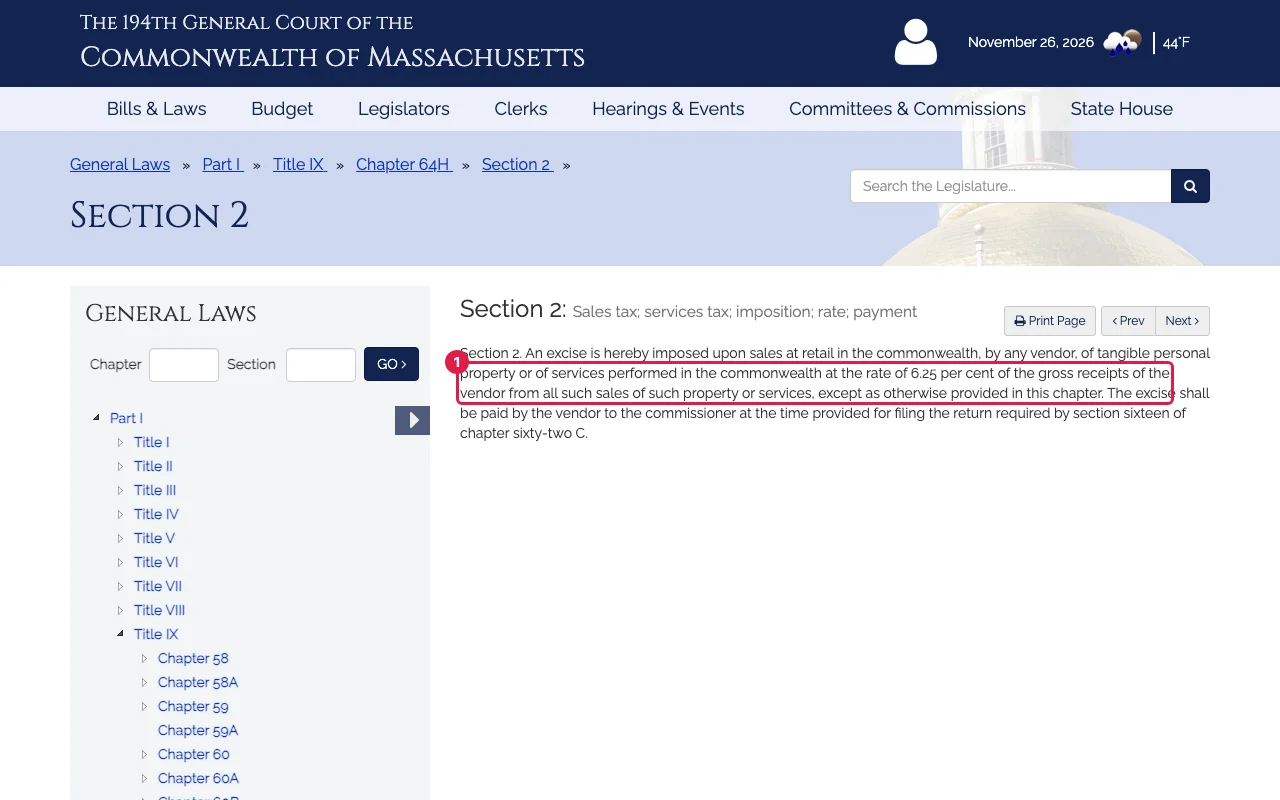 The 194th General Court of the
Commonwealth of Massachusetts
November 26, 2026
44°F
Bills & Laws
Budget
Legislators
Clerks
Hearings & Events
Committees & Commissions
State House
General Laws » Part I » Title IX » Chapter 64H » Section 2 »
Search the Legislature...
Section 2
General Laws
Chapter
Section
GO ›
Part I
Title I
Title II
Title III
Title IV
Title V
Title VI
Title VII
Title VIII
Title IX
Chapter 58
Chapter 58A
Chapter 59
Chapter 59A
Chapter 60
Chapter 60A
Chapter 60B
Section 2: Sales tax; services tax; imposition; rate; payment
Print Page
‹ Prev
Next ›
1
Section 2. An excise is hereby imposed upon sales at retail in the commonwealth, by any vendor, of tangible personal
property or of services performed in the commonwealth at the rate of 6.25 per cent of the gross receipts of the
vendor from all such sales of such property or services, except as otherwise provided in this chapter. The excise shall
be paid by the vendor to the commissioner at the time provided for filing the return required by section sixteen of
chapter sixty-two C.